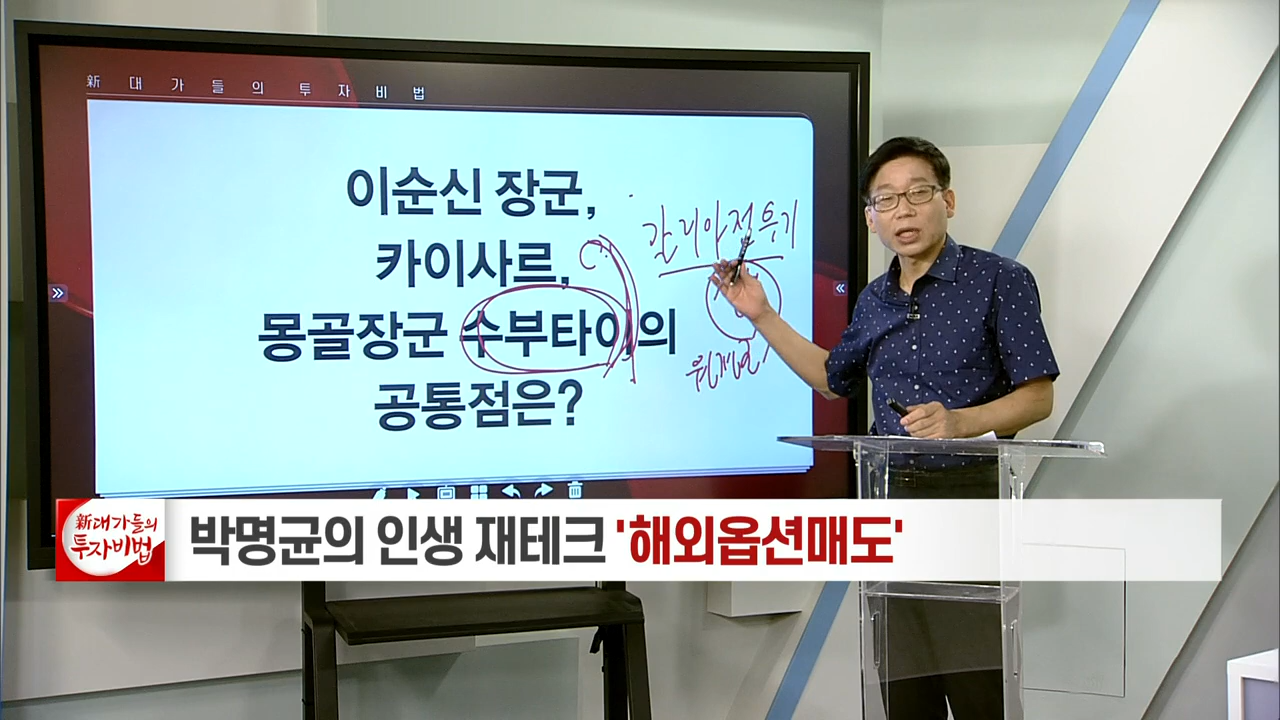 新 대가들의 투자비법
이순신 장군,
카이사르,
몽골장군 수부타이의
공통점은?
갈리아전투기
新대가들의
투자비법
박명균의 인생 재테크 '해외옵션매도'